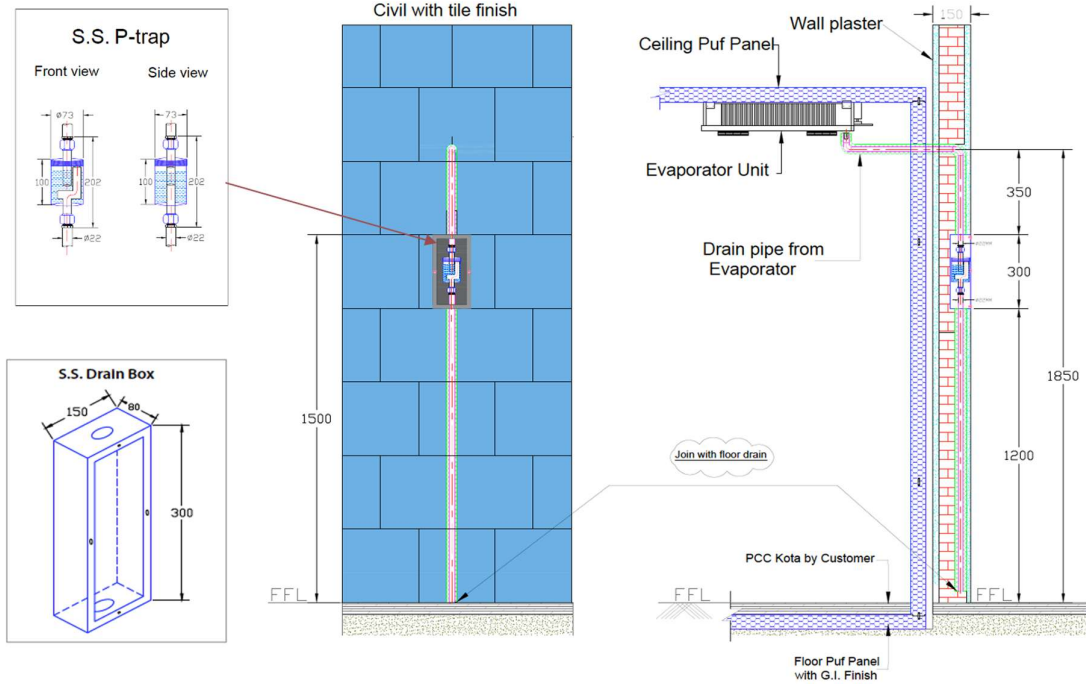 S.S. P-trap
Front view
Side view
ø73
73
100
202
100
202
ø22
ø22
S.S. Drain Box
150
80
300
Civil with tile finish
1500
FFL
Join with floor drain
Wall plaster
150
Ceiling Puf Panel
Evaporator Unit
Drain pipe from
Evaporator
350
300
1850
1200
PCC Kota by Customer
FFL
FFL
Floor Puf Panel
with G.I. Finish